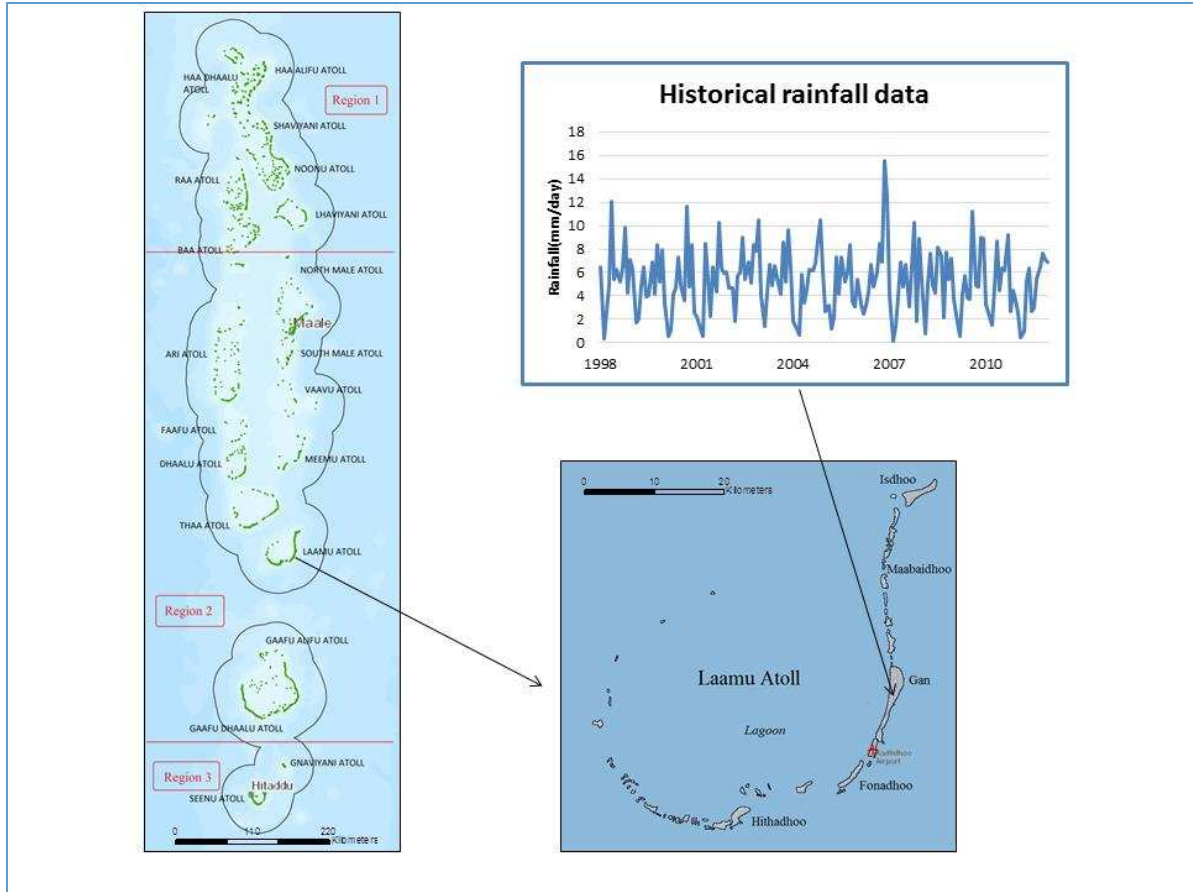 HAA DHAALU
ATOLL
HAA ALIFU ATOLL
Region 1
SHAVIYANI ATOLL
NOONU ATOLL
RAA ATOLL
LHAVIYANI ATOLL
BAA ATOLL
NORTH MALE ATOLL
Maale
ARI ATOLL
SOUTH MALE ATOLL
VAAVU ATOLL
FAAFU ATOLL
DHAALU ATOLL
MEEMU ATOLL
THAA ATOLL
LAAMU ATOLL
Region 2
GAAFU ALIFU ATOLL
GAAFU DHAALU ATOLL
GNAVIYANI ATOLL
Region 3
Hitaddu
SEENU ATOLL
0 110 220
Kilometers
Historical rainfall data
Rainfall(mm/day)
18
16
14
12
10
8
6
4
2
0
1998 2001 2004 2007 2010
0 10 20
Kilometers
Isdhoo
Maabaidhoo
Laamu Atoll
Gan
Lagoon
Kadhdhoo
Airport
Fonadhoo
Hithadhoo